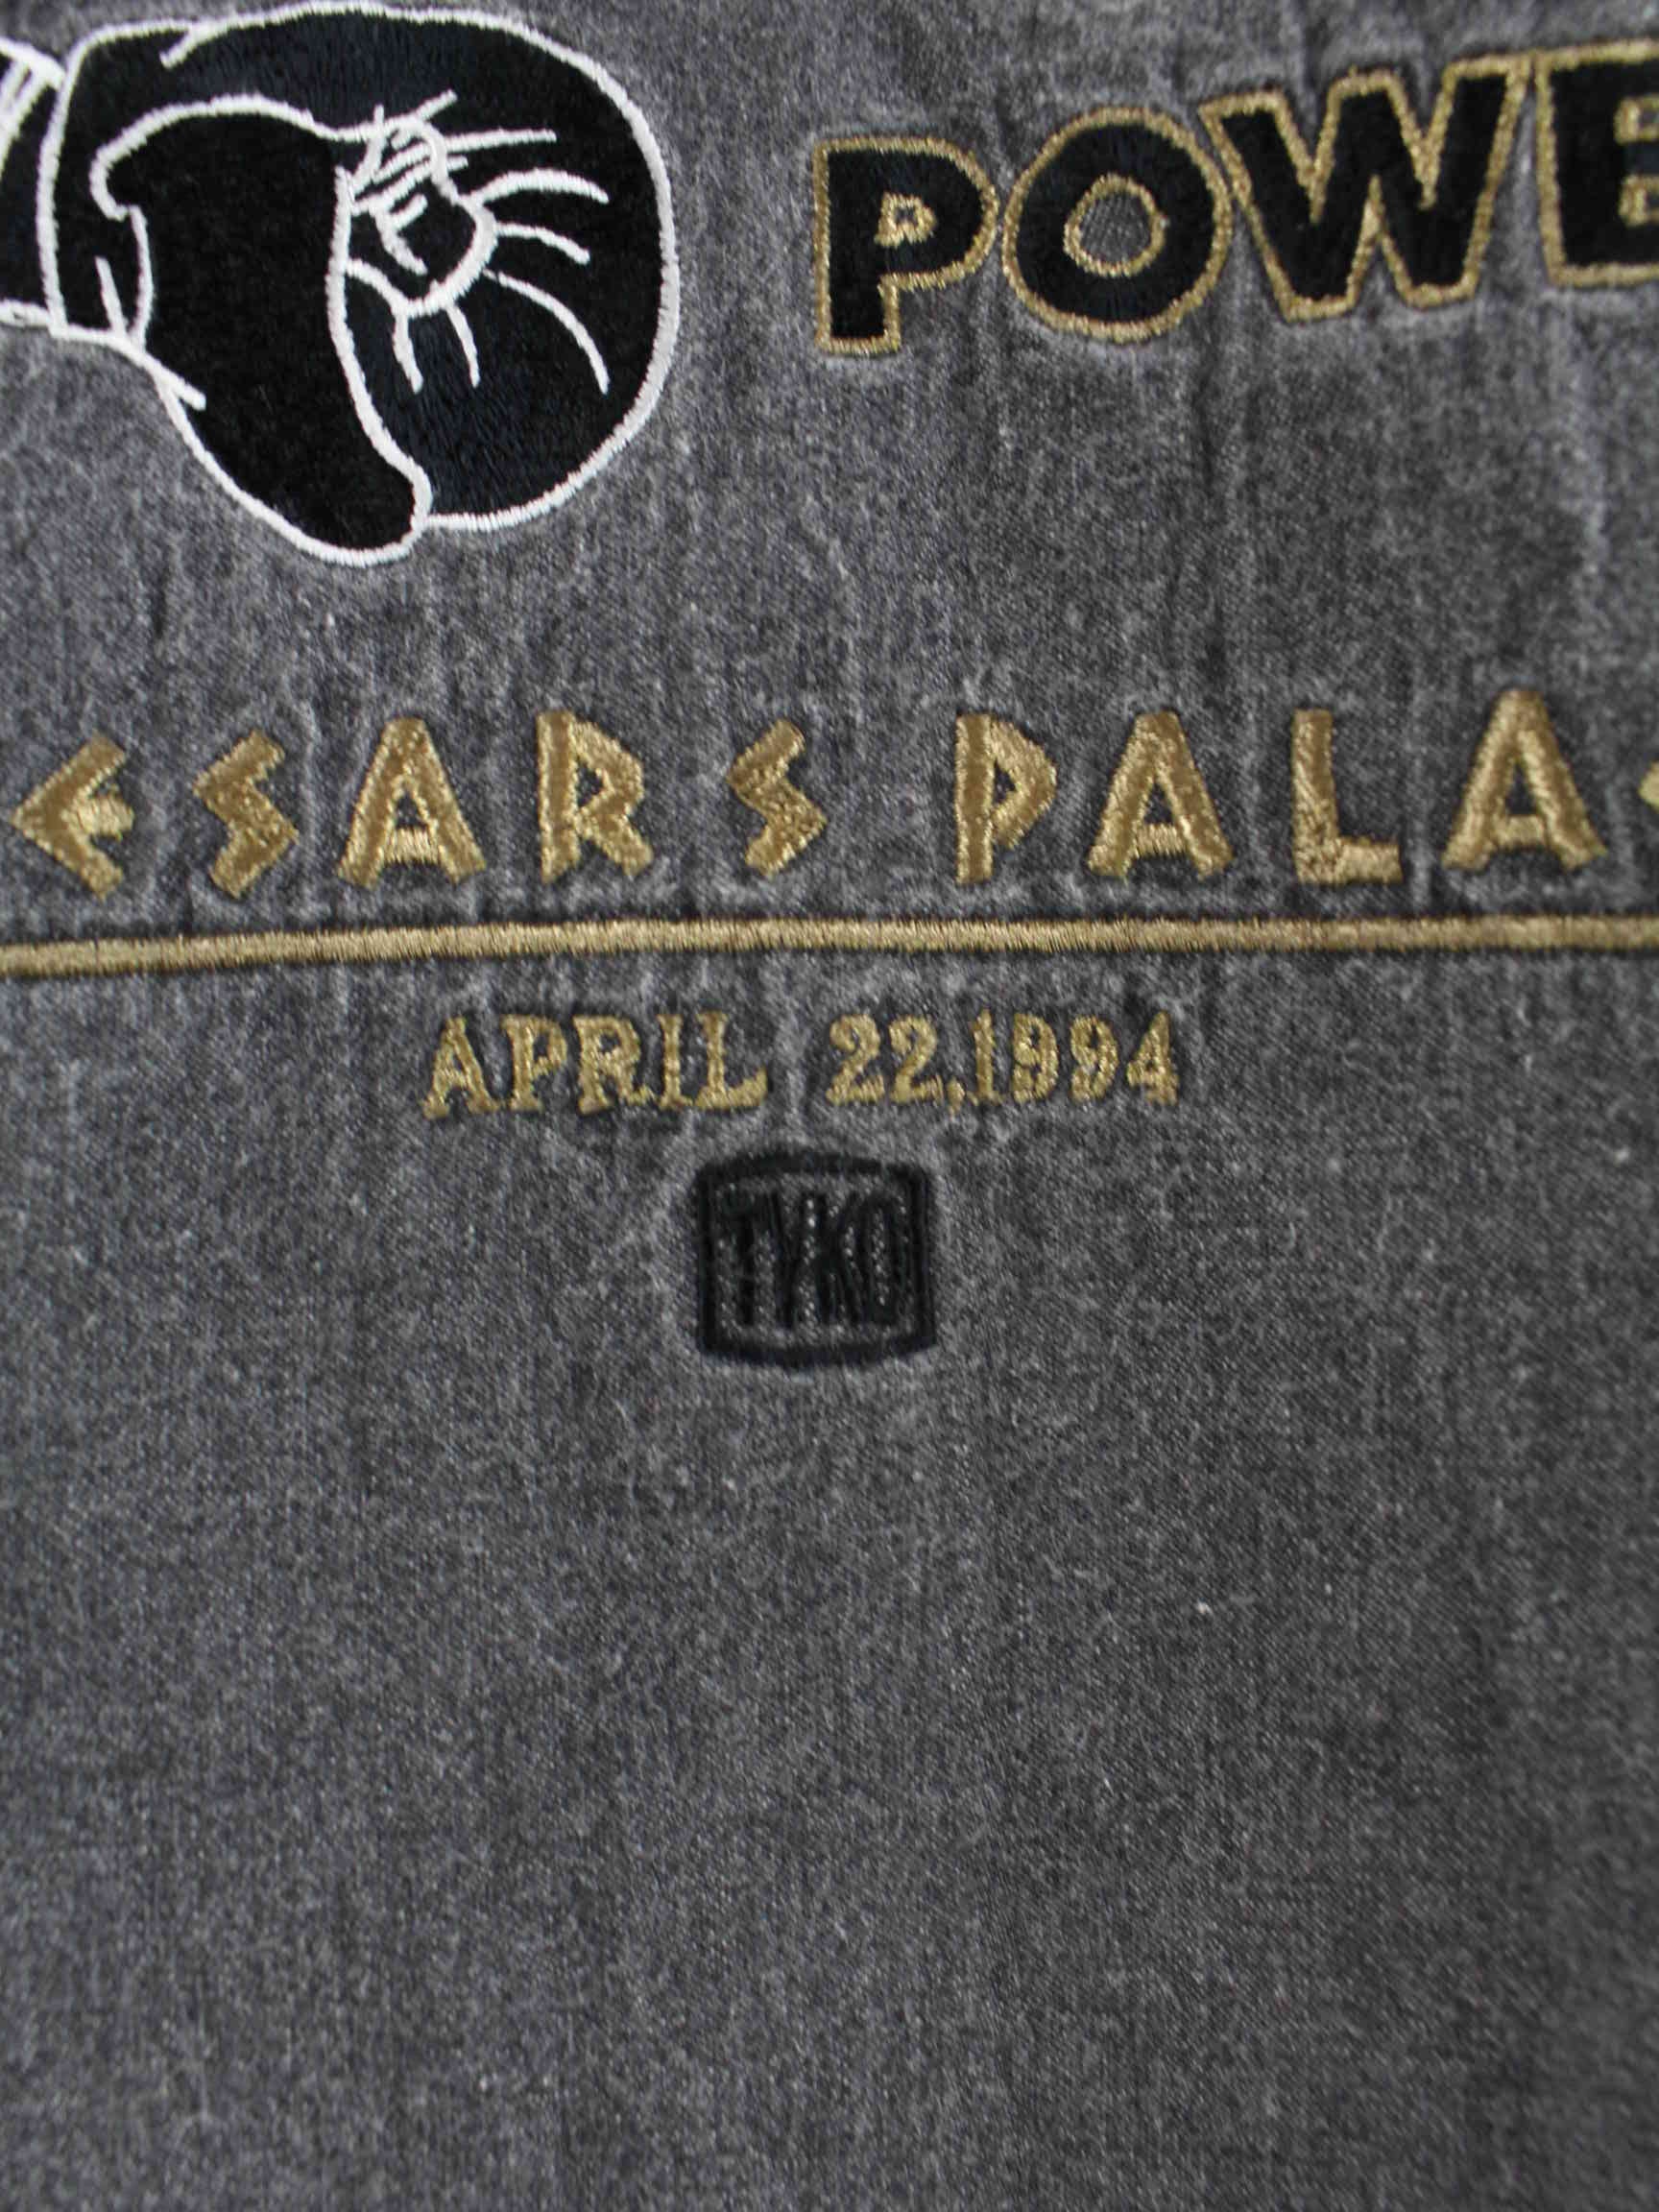 POWE
ESARS PALA
APRIL 22,1994
TYKO